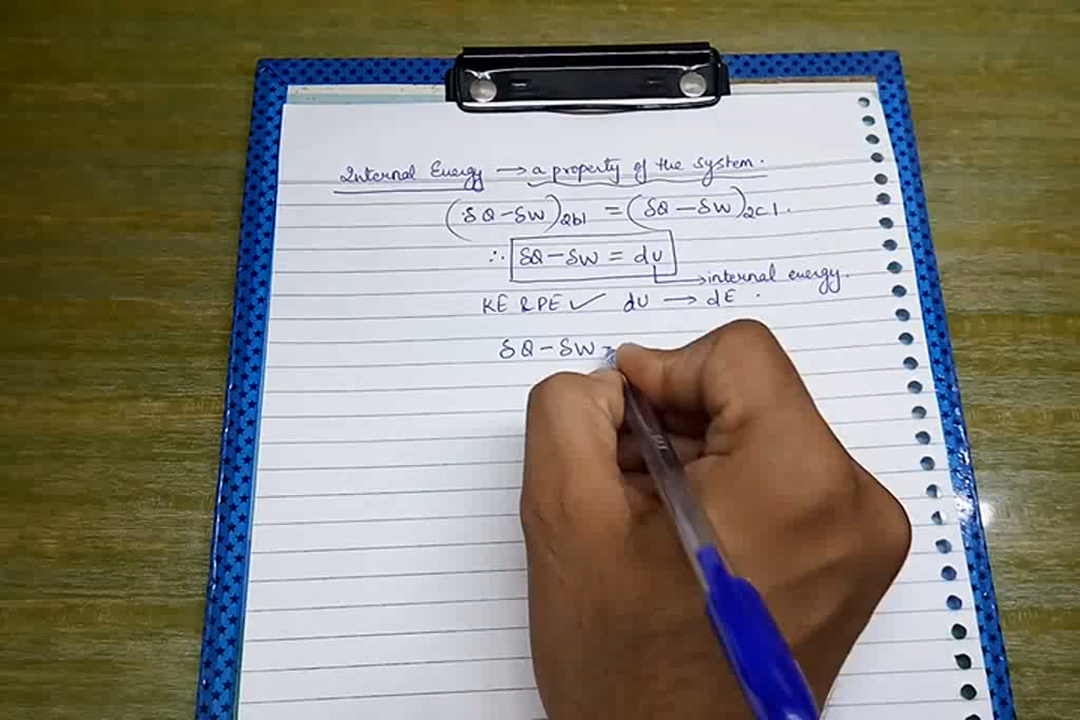 Internal Energy → a property of the system.
(δQ-δW)2b1 = (δQ-δW)2c1.
∴ δQ-δW = dU
→ internal energy.
KE & PE ✓ dU → dE.
δQ-δW =